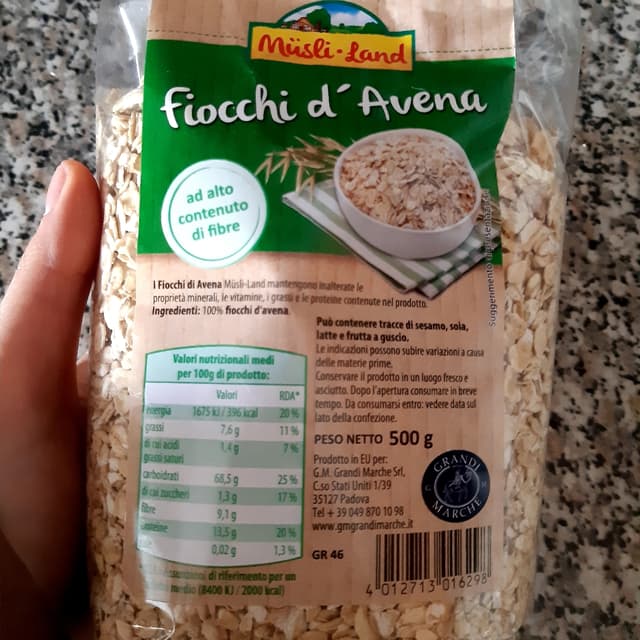 Müsli·Land
Fiocchi d´Avena
ad alto
contenuto
di fibre
I Fiocchi di Avena Müsli-Land mantengono inalterate le
proprietà minerali, le vitamine, i grassi e le proteine contenute nel prodotto.
Ingredienti: 100% fiocchi d'avena.
Valori nutrizionali medi
per 100g di prodotto:
Valori RDA*
energia 1675 kJ / 396 kcal 20 %
grassi 7,6 g 11 %
di cui acidi 1,4 g 7 %
grassi saturi
carboidrati 68,5 g 25 %
di cui zuccheri 1,3 g 17 %
fibre 9,1 g
proteine 13,5 g 20 %
0,02 g 1,3 %
di riferimento per un
medio (8400 KJ / 2000 kcal)
Può contenere tracce di sesamo, soia,
latte e frutta a guscio.
Le indicazioni possono subire variazioni a causa
delle materie prime.
Conservare il prodotto in un luogo fresco e
asciutto. Dopo l'apertura consumare in breve
tempo. Da consumarsi entro: vedere data sul
lato della confezione.
PESO NETTO 500 g
Prodotto in EU per:
G.M. Grandi Marche Srl,
C.so Stati Uniti 1/39
35127 Padova
Tel + 39 049 870 10 98
www.gmgrandimarche.it
GR 46
GRANDI
MARCHE
4 012713 016298
Suggerimento